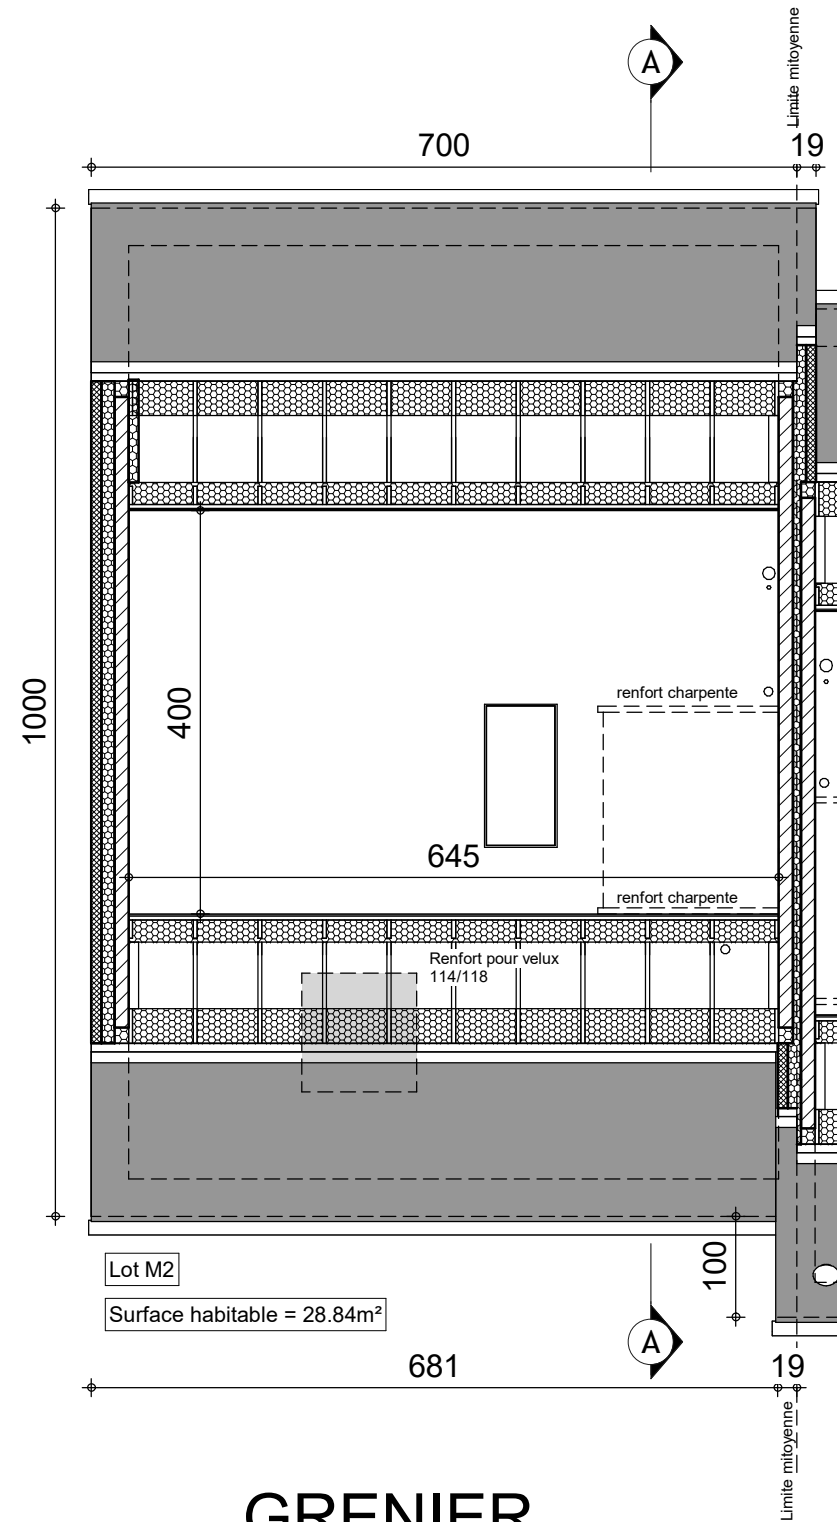 Limite mitoyenne
A
700
19
1000
400
renfort charpente
645
renfort charpente
Renfort pour velux
114/118
Lot M2
100
Surface habitable = 28.84m²
A
681
19
Limite mitoyenne
GRENIER